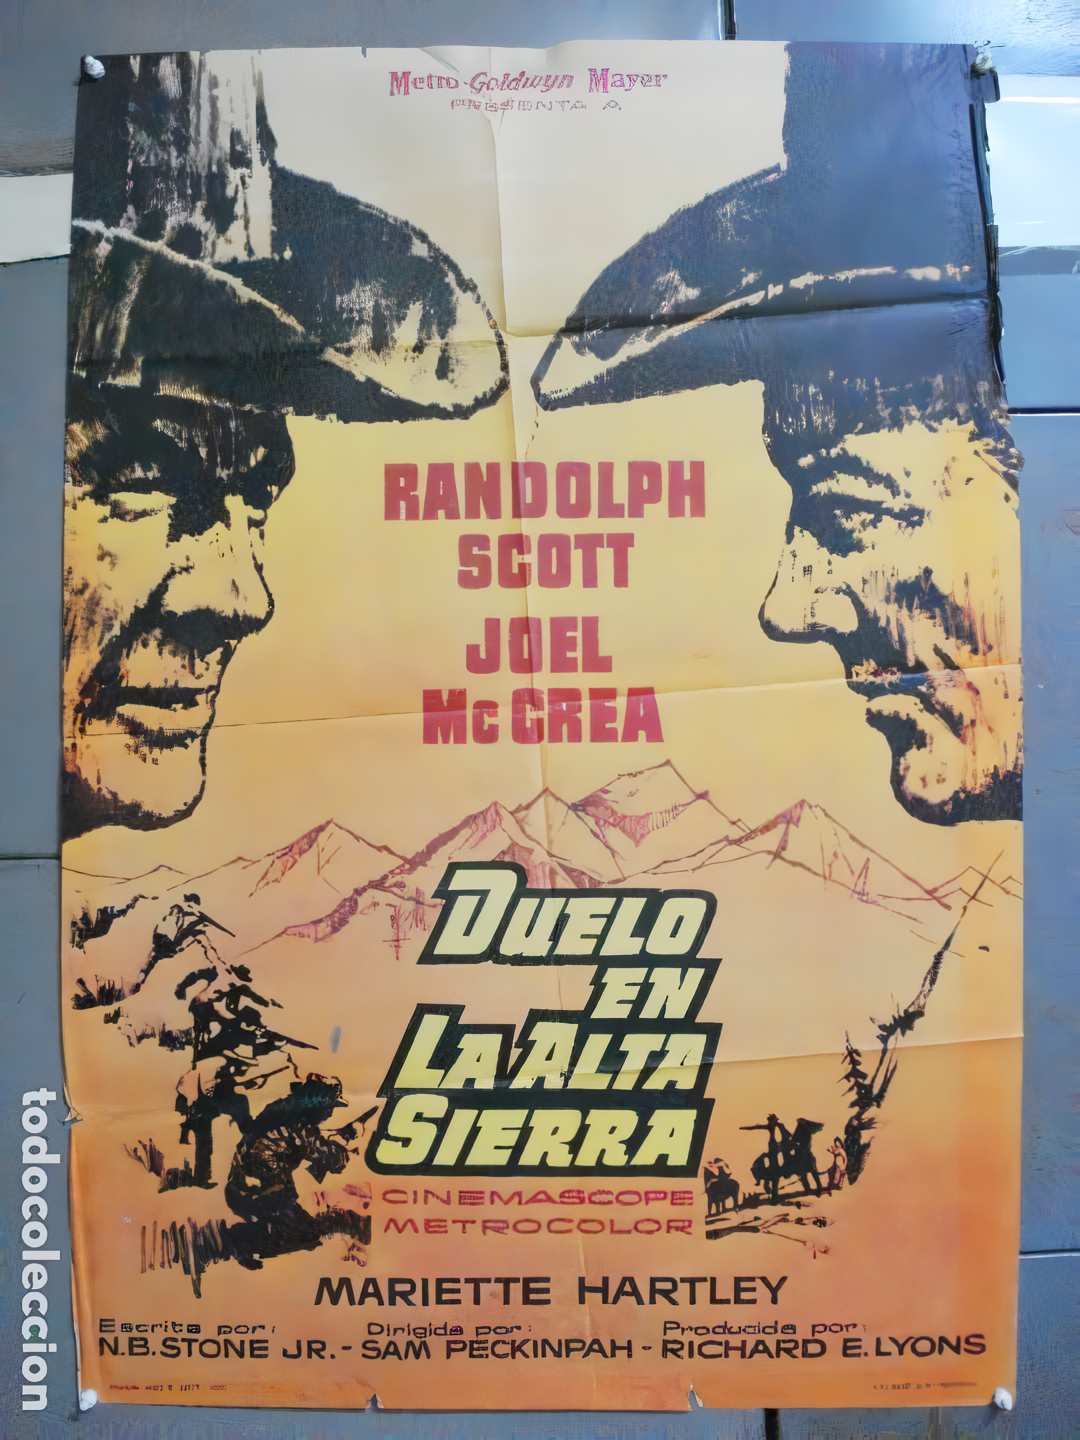 Metro-Goldwyn Mayer
PRESENTA A
RANDOLPH
SCOTT
JOEL
McCREA
DUELO
EN
LA ALTA
SIERRA
CINEMASCOPE
METROCOLOR
MARIETTE HARTLEY
Escrita por: Dirigida por: Producida por:
N.B. STONE JR. - SAM PECKINPAH - RICHARD E. LYONS
todocoleccion